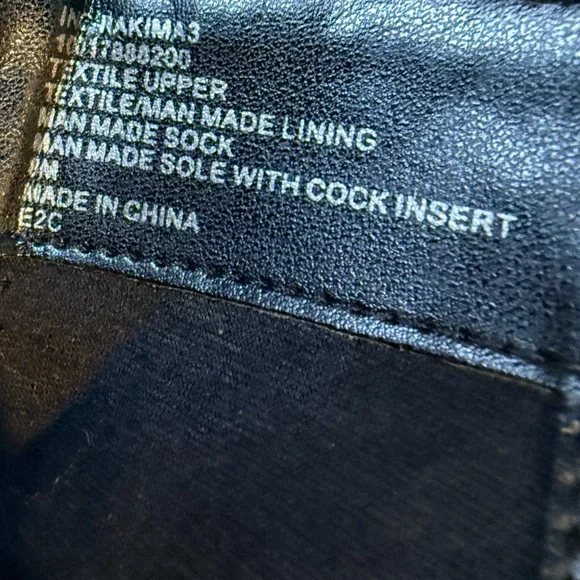 TEXTILE UPPER
TEXTILE/MAN MADE LINING
MAN MADE SOCK
MAN MADE SOLE WITH COCK INSERT
MADE IN CHINA
E2C